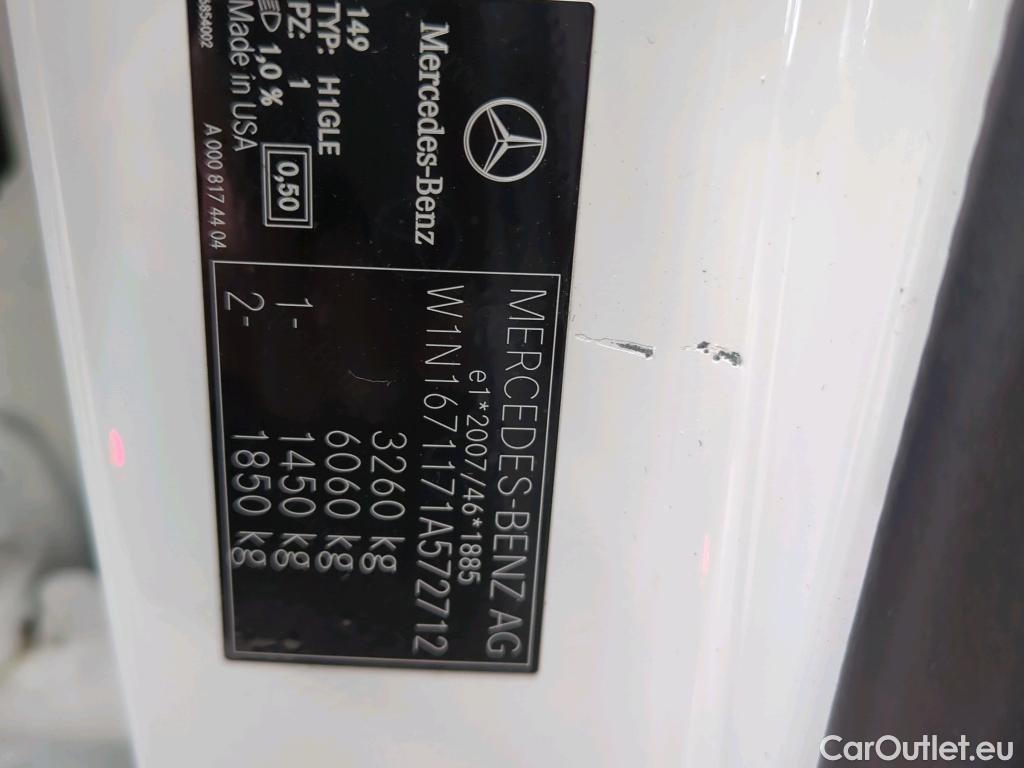 Mercedes-Benz
149
TYP: H1GLE
PZ: 1
0,50
1,0 %
Made in USA
A 000 817 44 04
MERCEDES-BENZ AG
e1*2007/46*1885
W1N1671171A572712
3260 kg
6060 kg
1- 1450 kg
2- 1850 kg
CarOutlet.eu